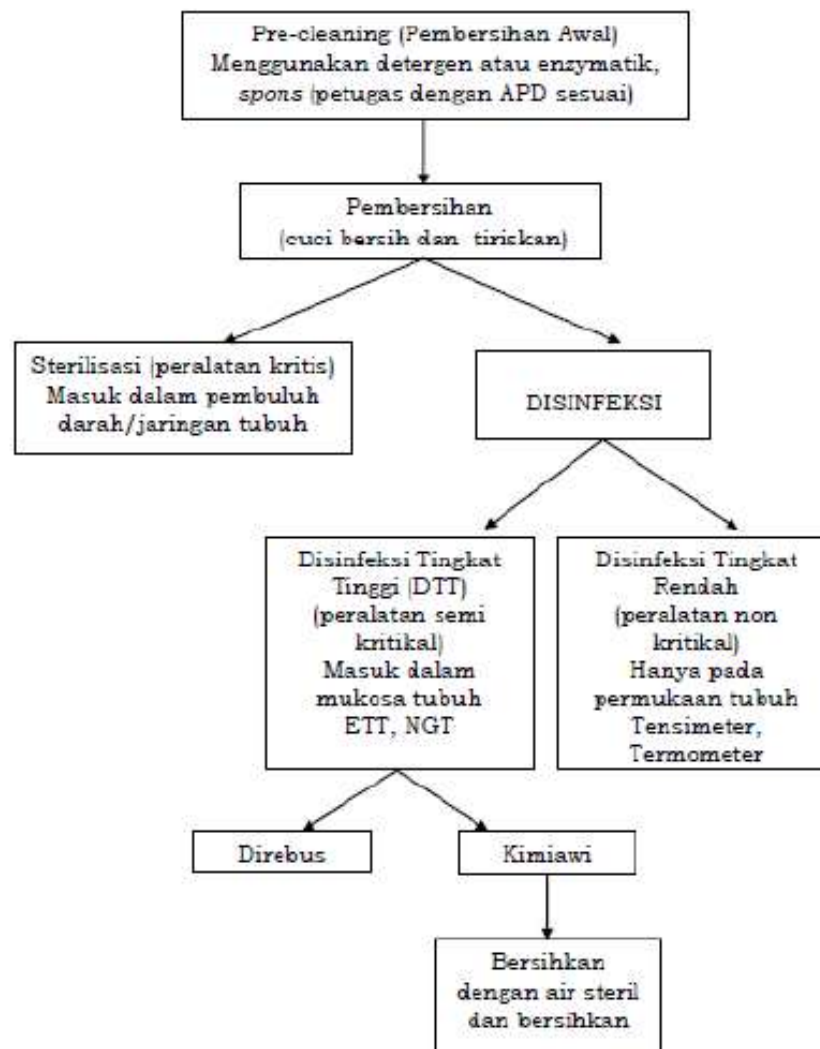 Pre-cleaning (Pembersihan Awal)
Menggunakan detergen atau enzymatik,
spons (petugas dengan APD sesuai)
Pembersihan
(cuci bersih dan tiriskan)
Sterilisasi (peralatan kritis)
Masuk dalam pembuluh
darah/jaringan tubuh
DISINFEKSI
Disinfeksi Tingkat
Tinggi (DTT)
(peralatan semi
kritikal)
Masuk dalam
mukosa tubuh
ETT, NGT
Disinfeksi Tingkat
Rendah
(peralatan non
kritikal)
Hanya pada
permukaan tubuh
Tensimeter,
Termometer
Direbus
Kimiawi
Bersihkan
dengan air steril
dan bersihkan